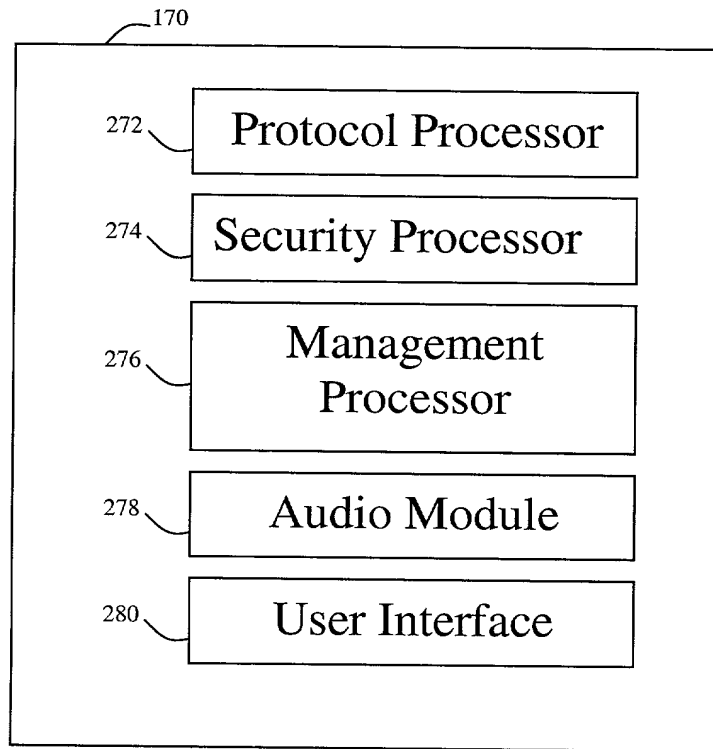 170
272
Protocol Processor
274
Security Processor
276
Management
Processor
278
Audio Module
280
User Interface